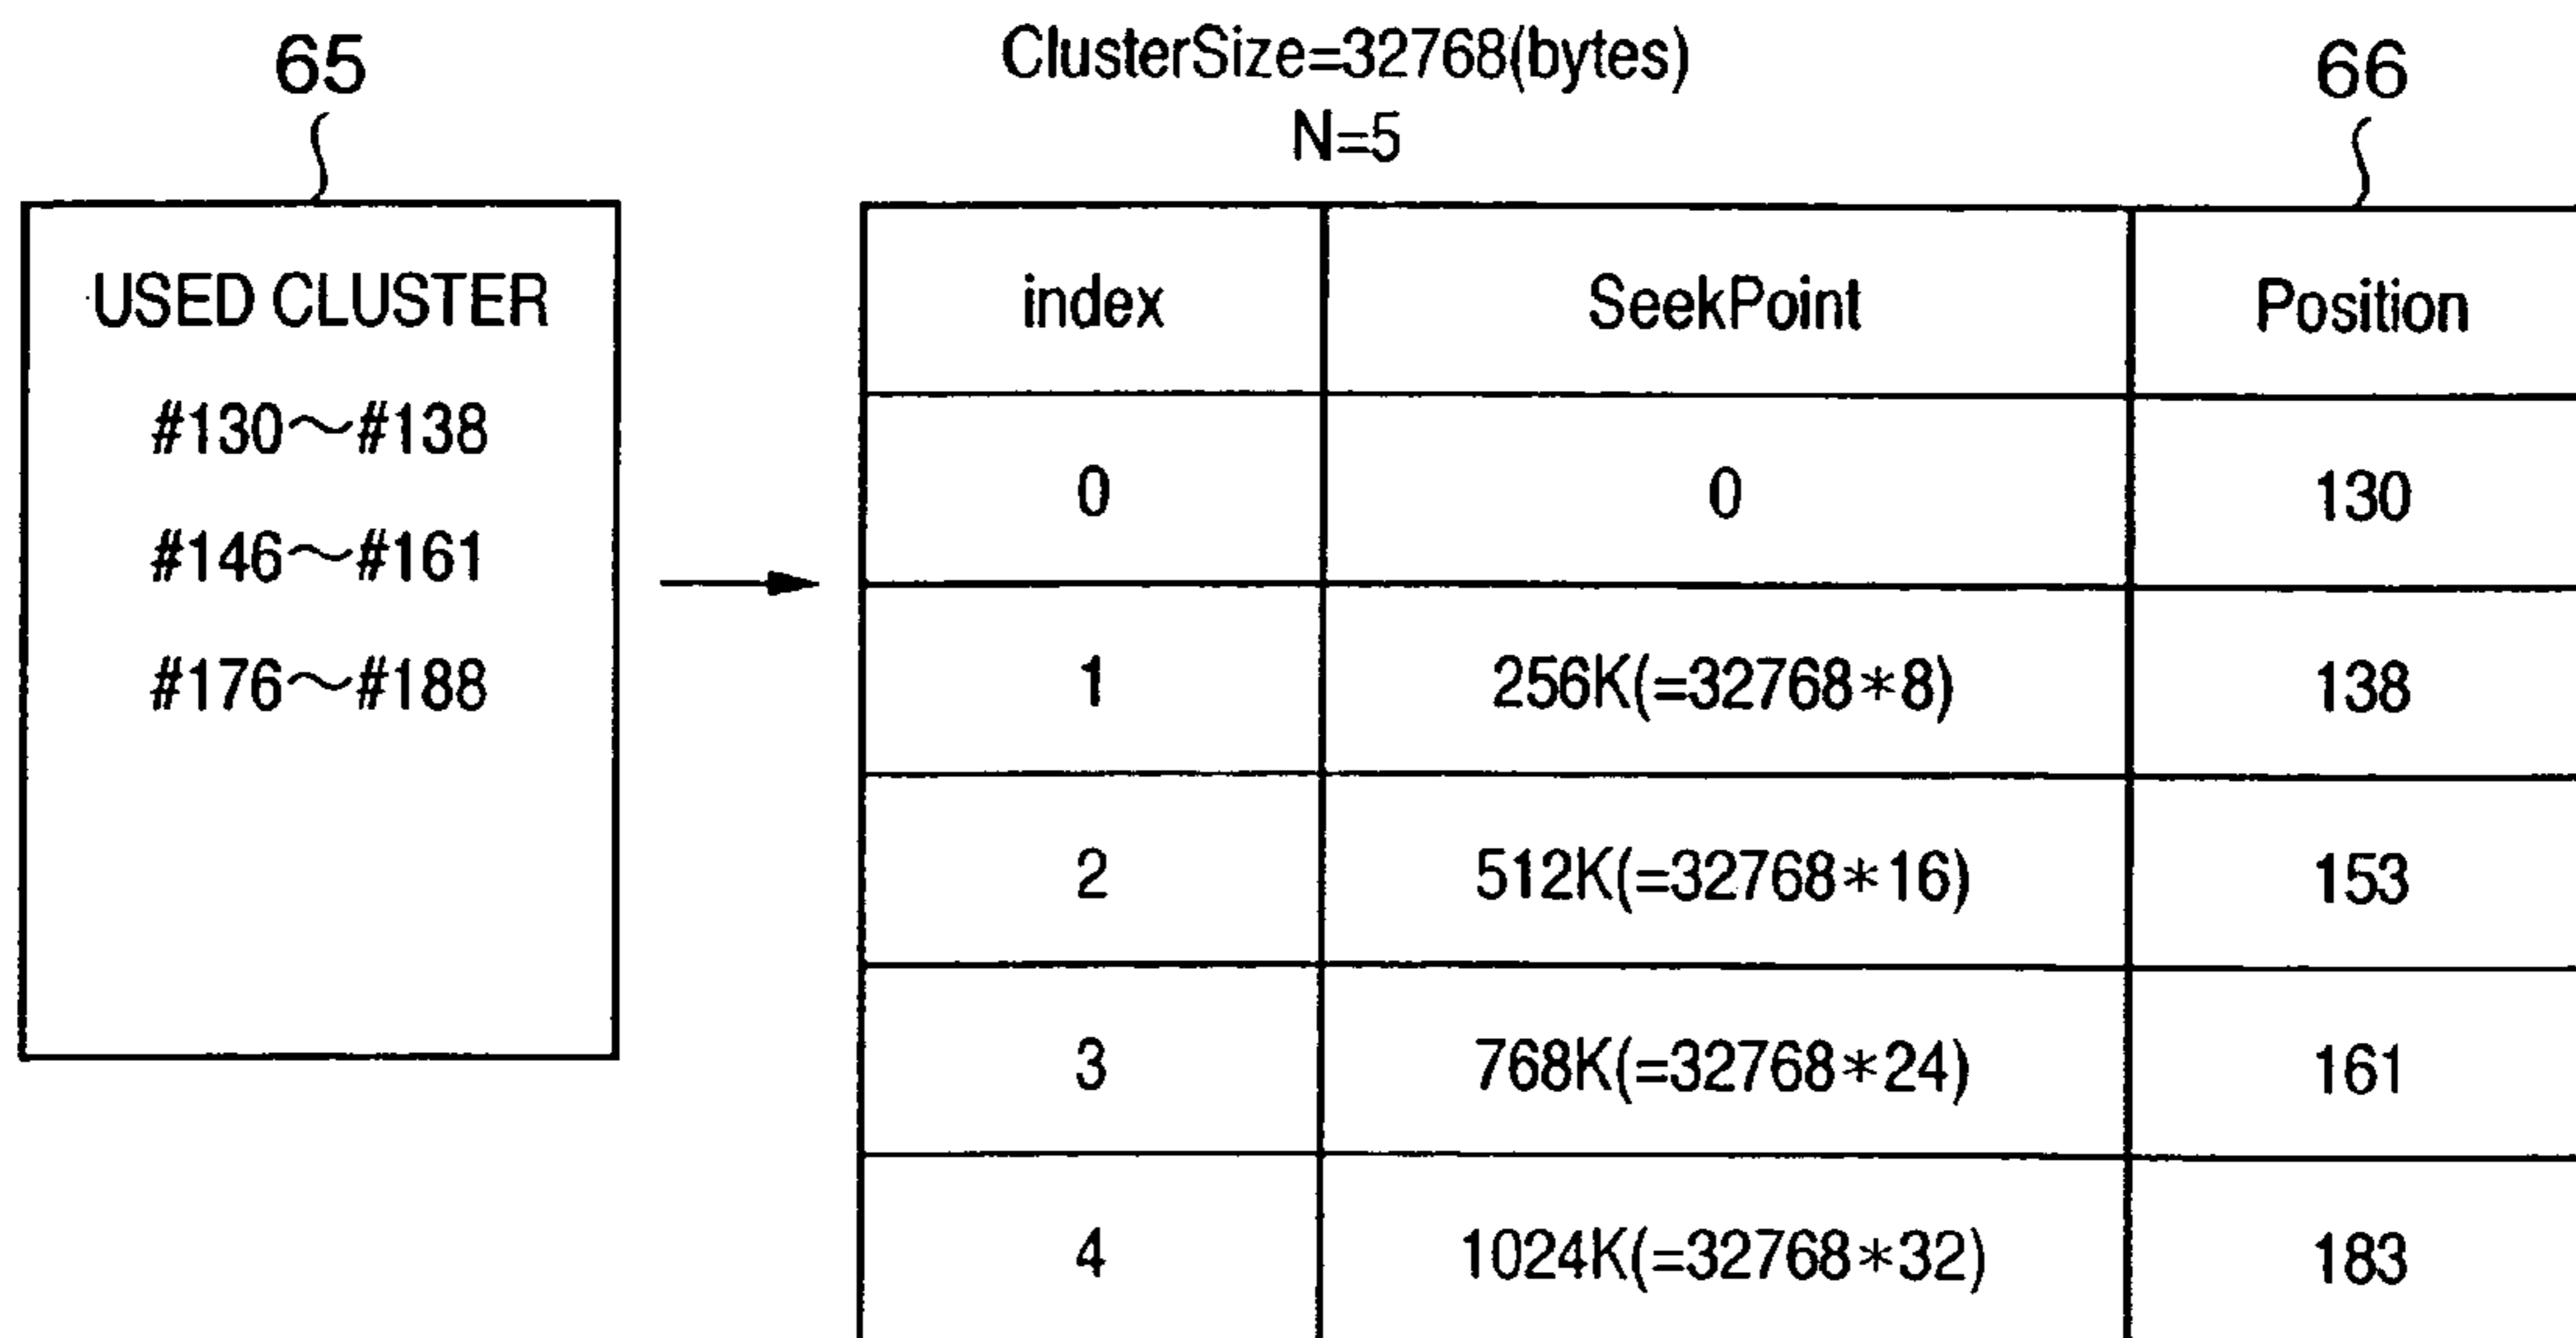 65
ClusterSize=32768(bytes)
N=5
66
USED CLUSTER
#130～#138
#146～#161
#176～#188
index SeekPoint Position
0 0 130
1 256K(=32768*8) 138
2 512K(=32768*16) 153
3 768K(=32768*24) 161
4 1024K(=32768*32) 183